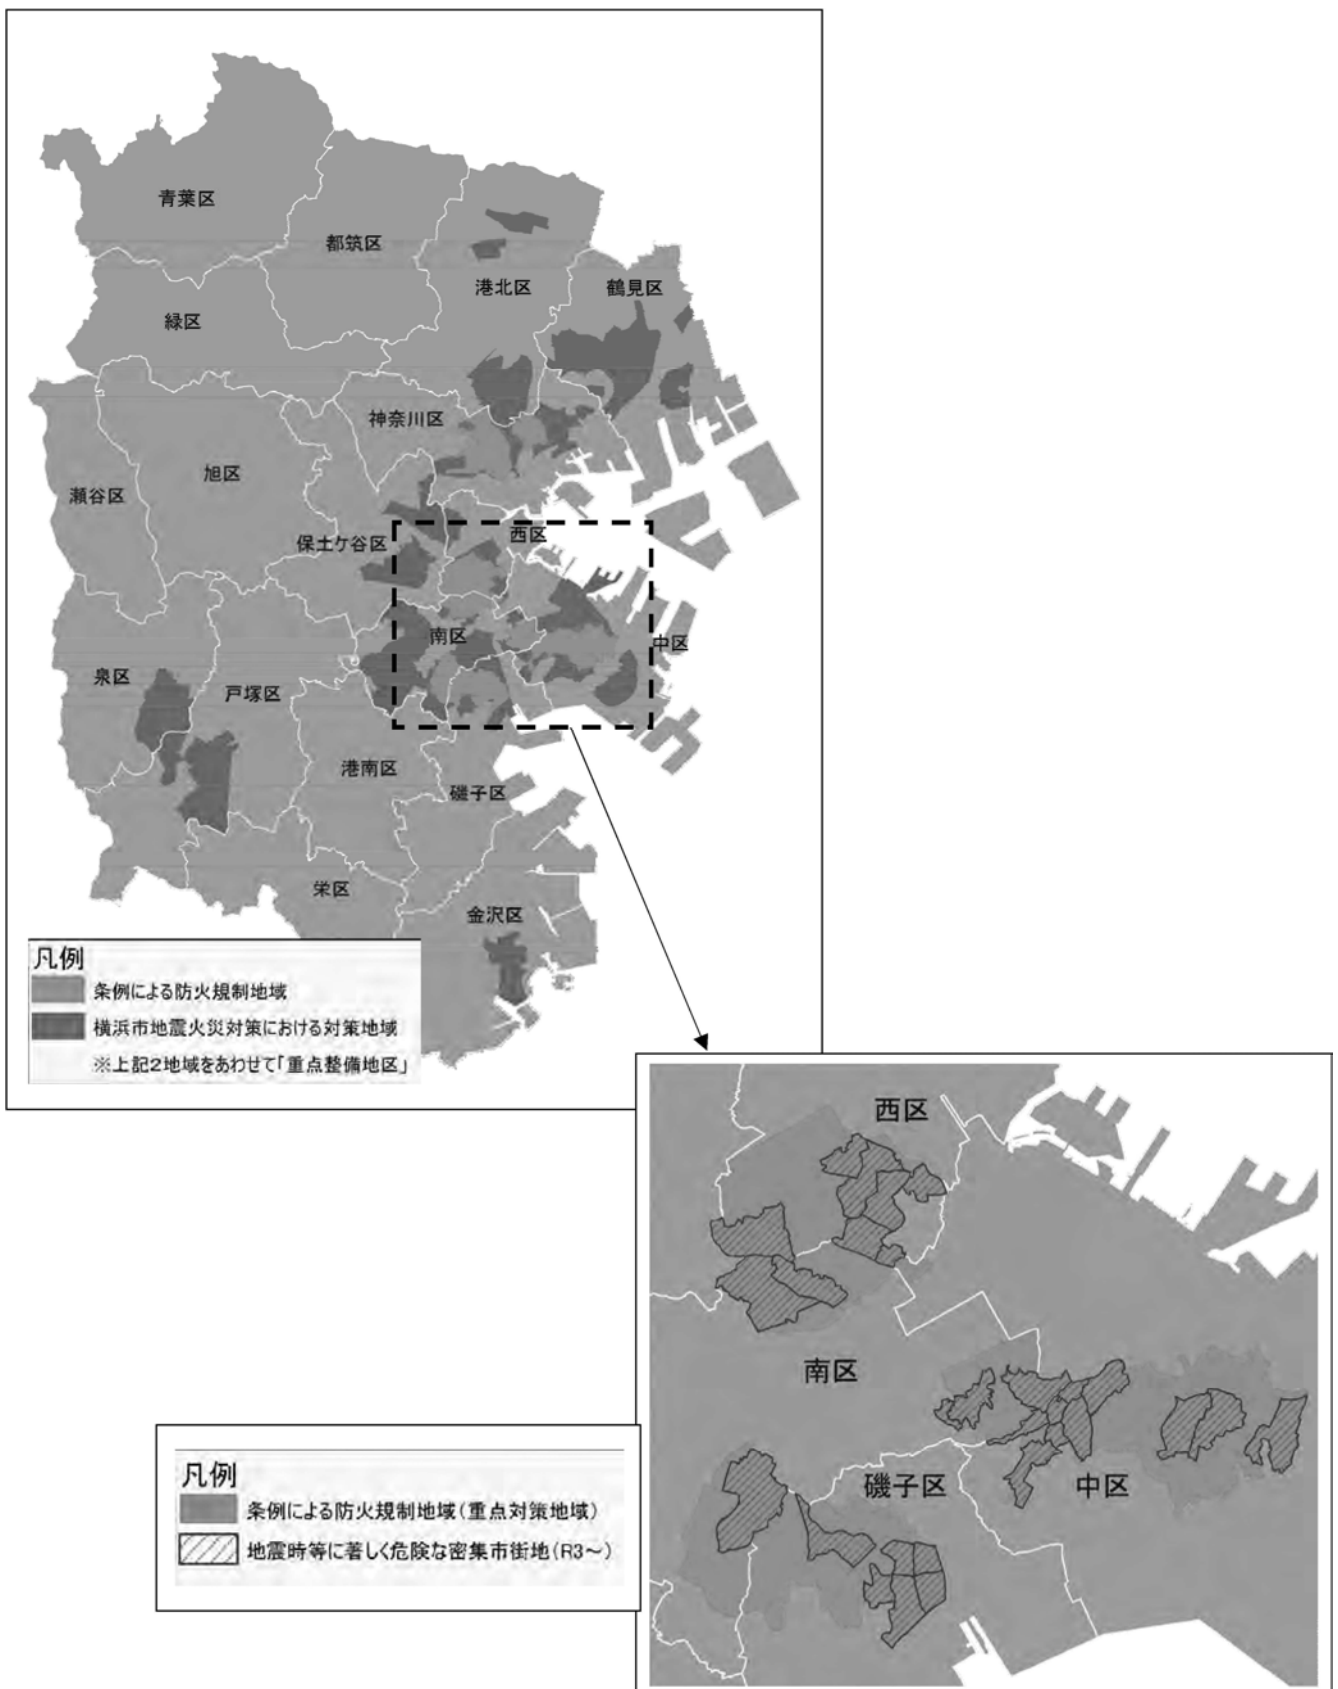 青葉区
都筑区
港北区
鶴見区
緑区
神奈川区
旭区
瀬谷区
西区
保土ケ谷区
南区
中区
泉区
戸塚区
港南区
磯子区
栄区
金沢区
凡例
条例による防火規制地域
横浜市地震火災対策における対策地域
※上記2地域をあわせて「重点整備地区」
西区
南区
磯子区
中区
凡例
条例による防火規制地域(重点対策地域)
地震時等に著しく危険な密集市街地(R3~)